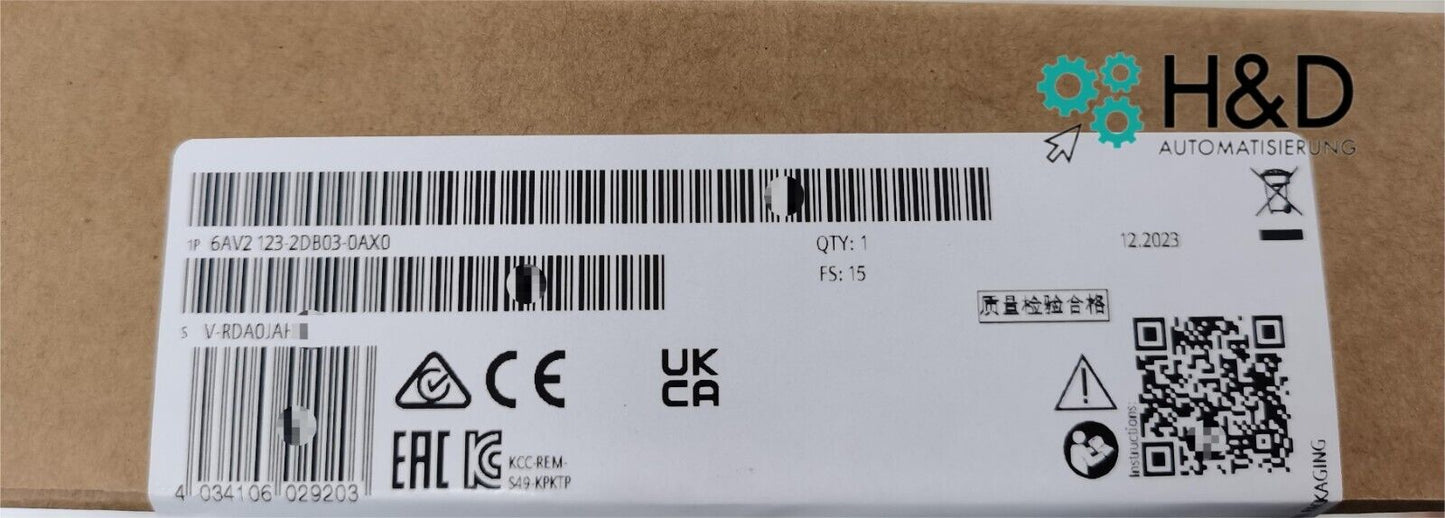 H&D
AUTOMATISIERUNG
1P 6AV2 123-2DB03-0AX0
QTY: 1
12.2023
FS: 15
质量检验合格
S V-RDA0JAH
UK
CA
CE
EAC
KCC-REM-
S49-KPKTP
Instructions:
4 034106 029203